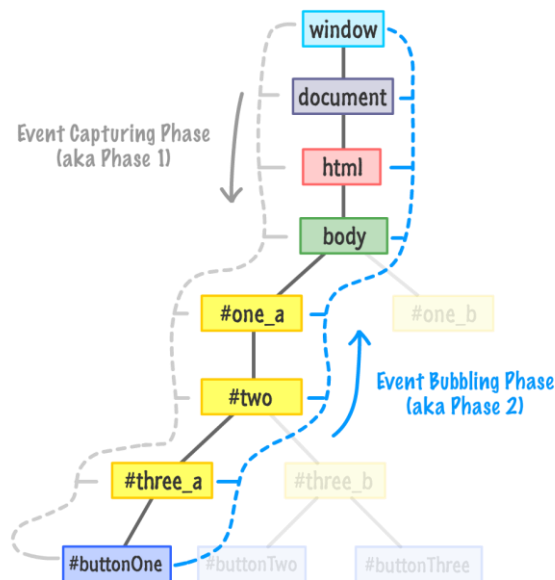 window
document
Event Capturing Phase
(aka Phase 1)
html
body
#one_a
#one_b
#two
Event Bubbling Phase
(aka Phase 2)
#three_a
#three_b
#buttonOne
#buttonTwo
#buttonThree